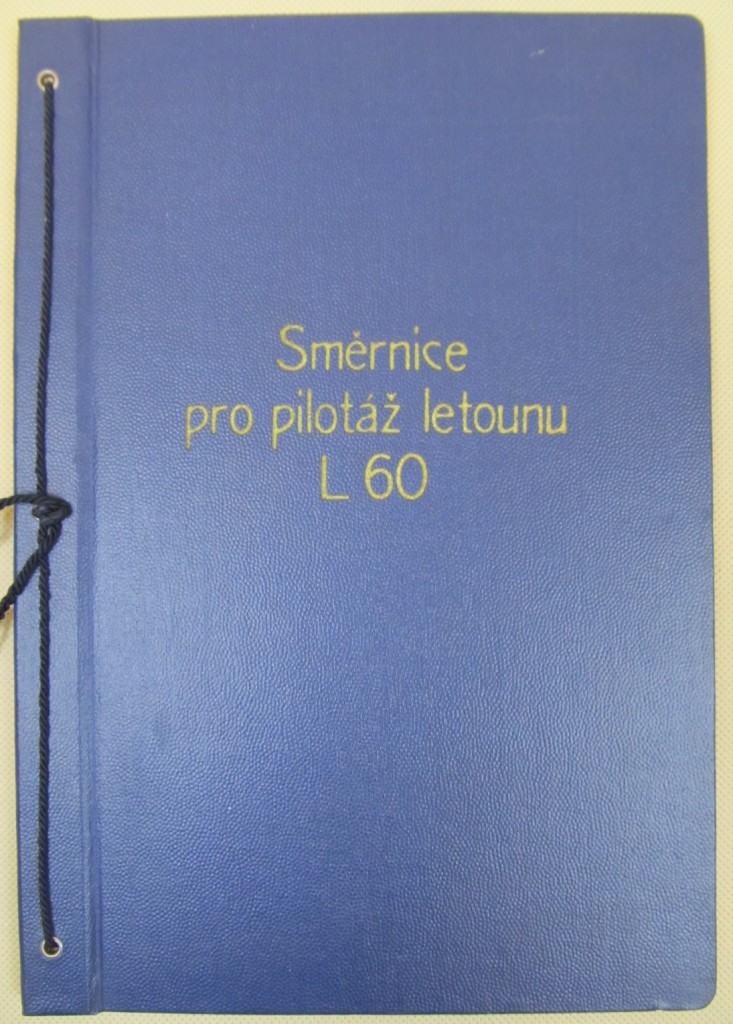 Směrnice
pro pilotáž letounu
L 60